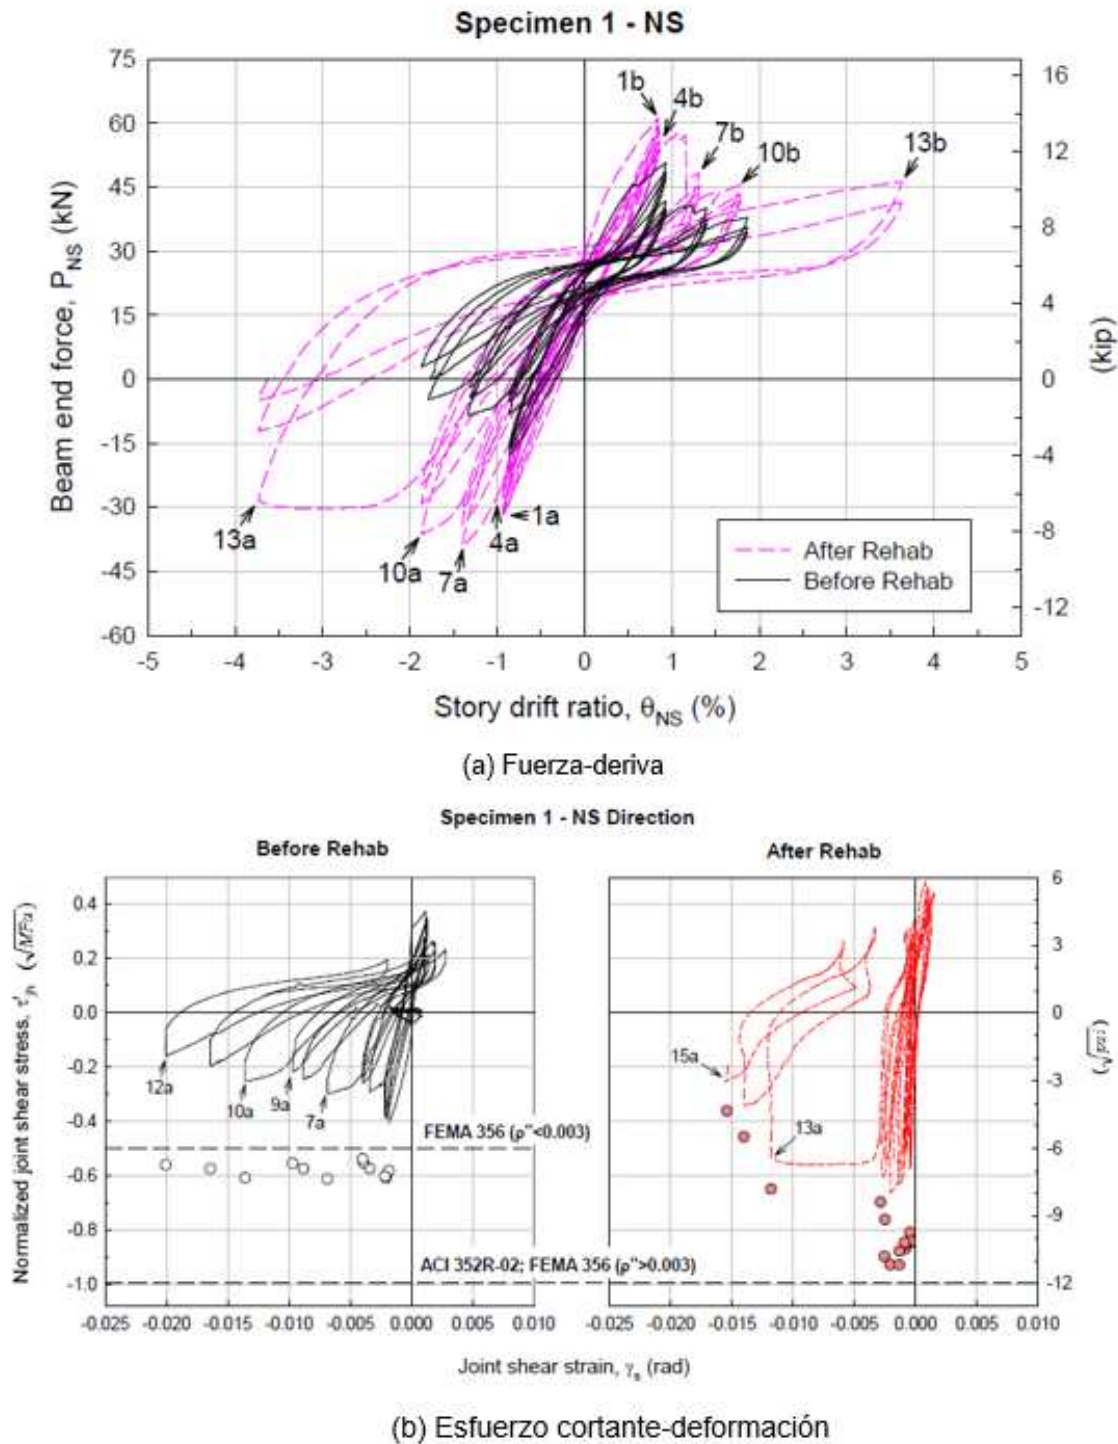 Specimen 1 - NS
75
60
45
30
15
0
-15
-30
-45
-60
Beam end force, P_NS (kN)
16
12
8
4
0
-4
-8
-12
(kip)
1b
4b
7b
10b
13b
13a
10a
7a
4a
1a
After Rehab
Before Rehab
-5 -4 -3 -2 -1 0 1 2 3 4 5
Story drift ratio, θ_NS (%)
(a) Fuerza-deriva
Specimen 1 - NS Direction
Before Rehab
After Rehab
0.4
0.2
0.0
-0.2
-0.4
-0.6
-0.8
-1.0
12a
10a
9a
7a
FEMA 356 (ρ"<0.003)
ACI 352R-02; FEMA 356 (ρ">0.003)
15a
13a
6
3
0
-3
-6
-9
-12
(√psi)
-0.025 -0.020 -0.015 -0.010 -0.005 0.000 0.005 0.010
-0.025 -0.020 -0.015 -0.010 -0.005 0.000 0.005 0.010
Joint shear strain, γ_s (rad)
(b) Esfuerzo cortante-deformación